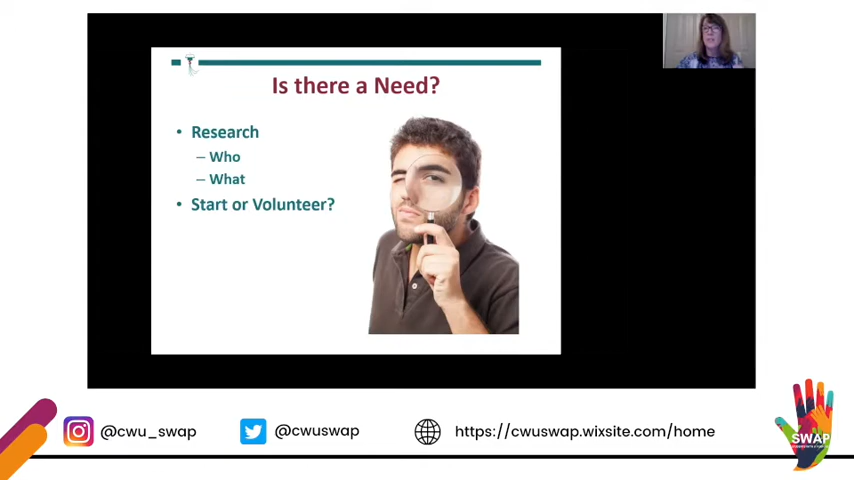 Is there a Need?
• Research
– Who
– What
• Start or Volunteer?
@cwu_swap
@cwuswap
https://cwuswap.wixsite.com/home
SWAP